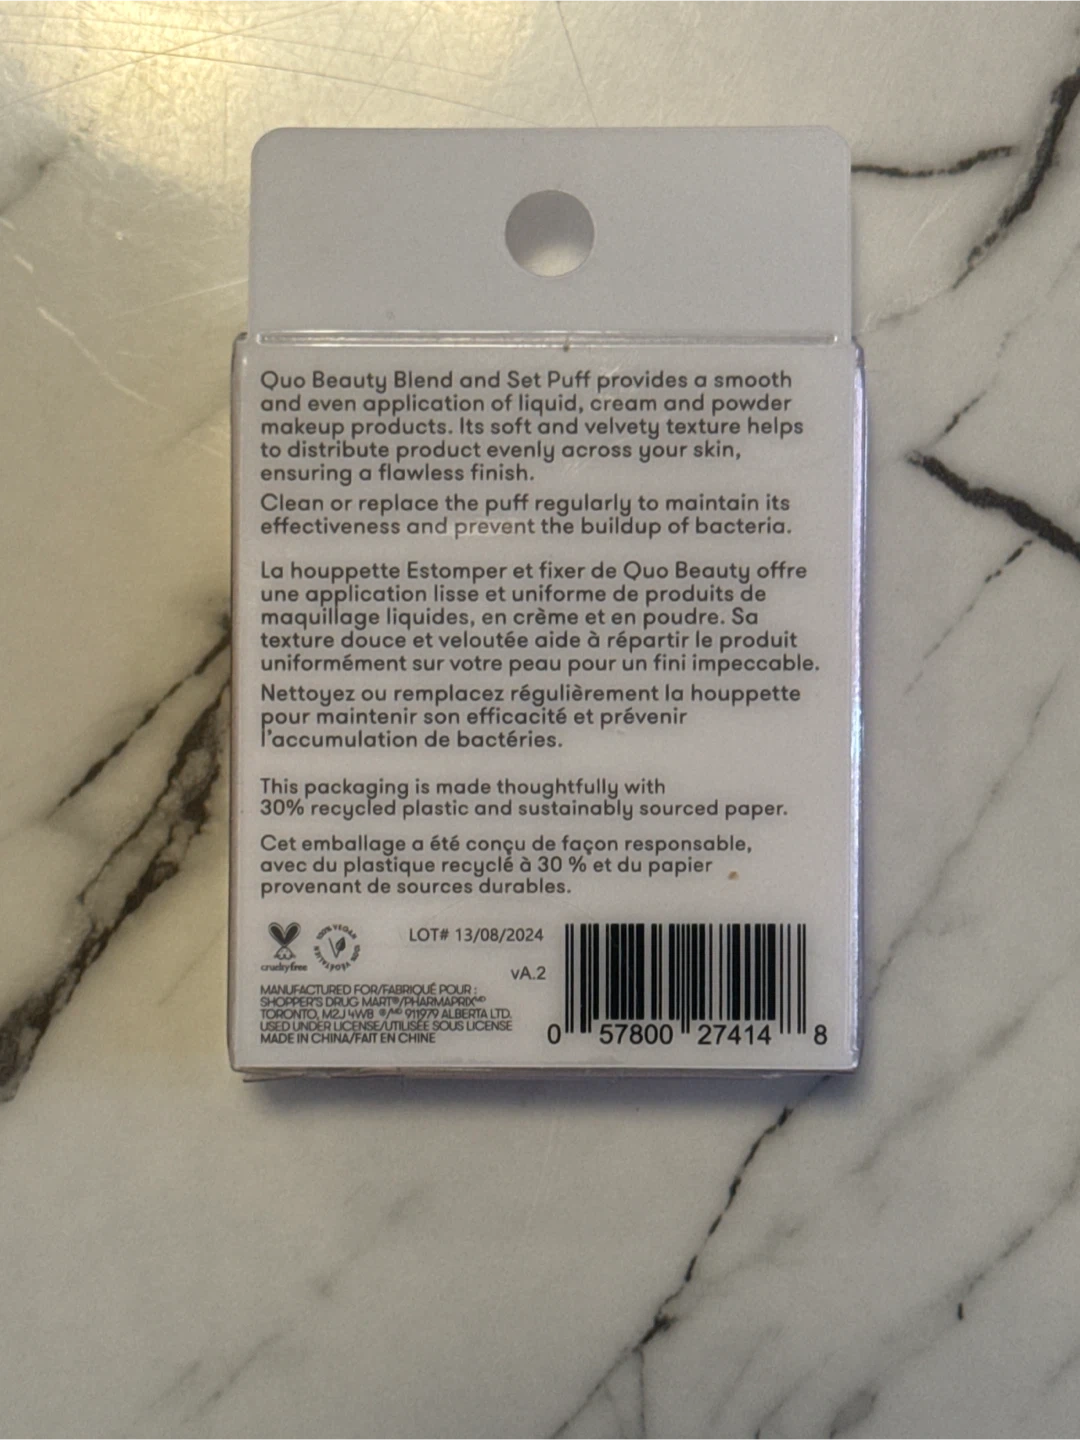 Quo Beauty Blend and Set Puff provides a smooth
and even application of liquid, cream and powder
makeup products. Its soft and velvety texture helps
to distribute product evenly across your skin,
ensuring a flawless finish.
Clean or replace the puff regularly to maintain its
effectiveness and prevent the buildup of bacteria.
La houppette Estomper et fixer de Quo Beauty offre
une application lisse et uniforme de produits de
maquillage liquides, en crème et en poudre. Sa
texture douce et veloutée aide à répartir le produit
uniformément sur votre peau pour un fini impeccable.
Nettoyez ou remplacez régulièrement la houppette
pour maintenir son efficacité et prévenir
l'accumulation de bactéries.
This packaging is made thoughtfully with
30% recycled plastic and sustainably sourced paper.
Cet emballage a été conçu de façon responsable,
avec du plastique recyclé à 30 % et du papier
provenant de sources durables.
crueltyfree
100% VEGAN 100% VÉGÉTALIEN
LOT# 13/08/2024
vA.2
MANUFACTURED FOR/FABRIQUÉ POUR :
SHOPPER'S DRUG MART®/PHARMAPRIX^MD
TORONTO, M2J 4W8 ®/MD 911979 ALBERTA LTD.
USED UNDER LICENSE/UTILISÉE SOUS LICENSE
MADE IN CHINA/FAIT EN CHINE
0 57800 27414 8